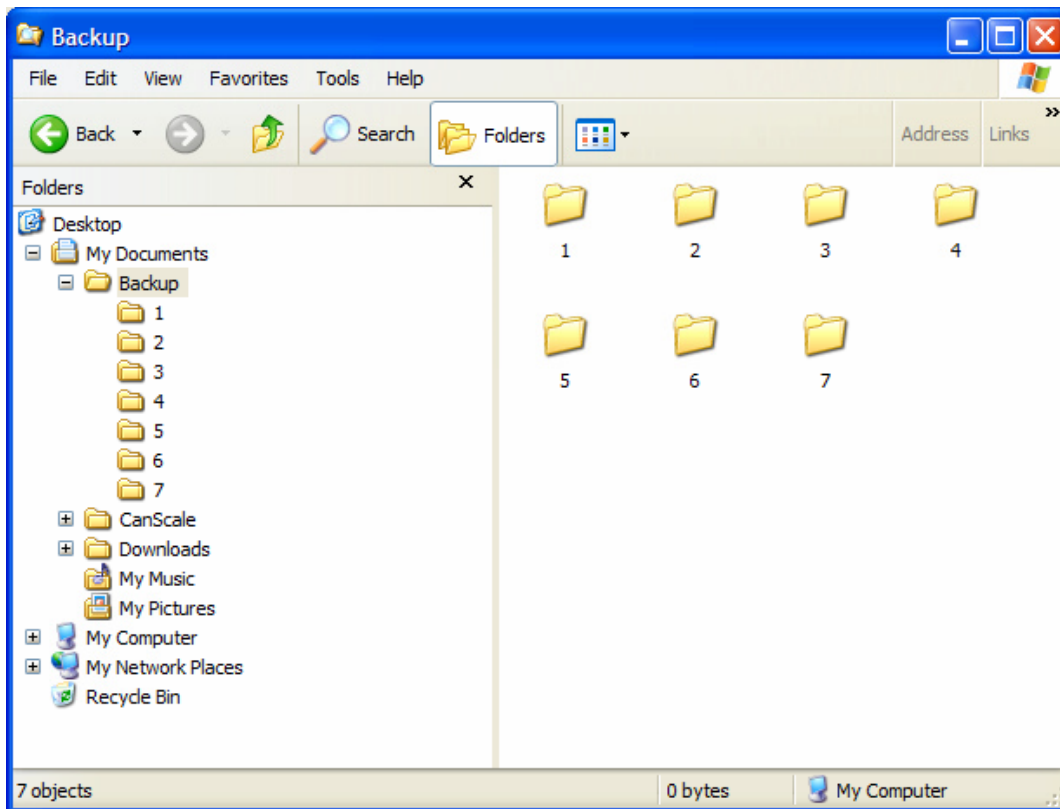 Backup
File Edit View Favorites Tools Help
Back Search Folders Address Links
Folders
Desktop
My Documents
Backup
1
2
3
4
5
6
7
CanScale
Downloads
My Music
My Pictures
My Computer
My Network Places
Recycle Bin
1 2 3 4
5 6 7
7 objects 0 bytes My Computer